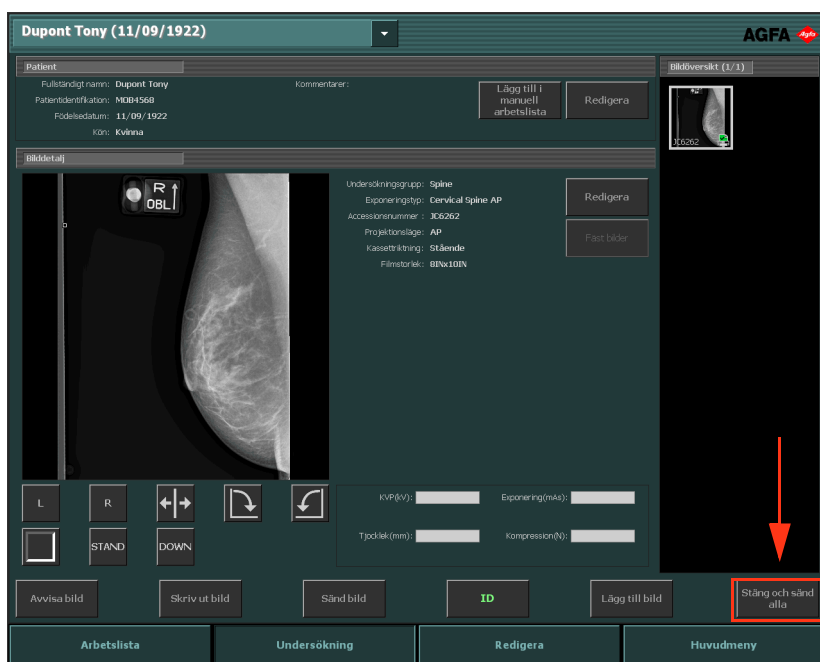 Dupont Tony (11/09/1922)
AGFA
Agfa
Patient
Bildöversikt (1/1)
Fullständigt namn: Dupont Tony
Kommentarer:
Patientidentifikation: MOB4568
Födelsedatum: 11/09/1922
Kön: Kvinna
Lägg till i
manuell
arbetslista
Redigera
JC6262
Bilddetalj
R
OBL
Undersökningsgrupp: Spine
Exponeringstyp: Cervical Spine AP
Accessionsnummer : JC6262
Projektionsläge: AP
Kassettriktning: Stående
Filmstorlek: 8INx10IN
Redigera
Fäst bilder
L
R
STAND
DOWN
KVP(kV):
Exponering(mAs):
Tjocklek(mm):
Kompression(N):
Avvisa bild
Skriv ut bild
Sänd bild
ID
Lägg till bild
Stäng och sänd
alla
Arbetslista
Undersökning
Redigera
Huvudmeny